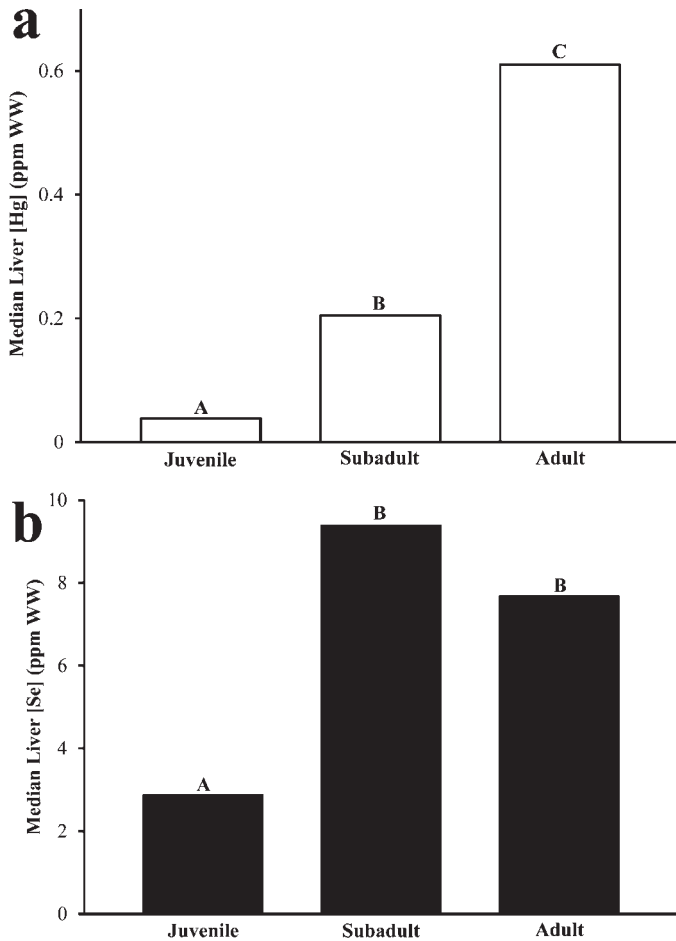 a
Median Liver [Hg] (ppm WW)
0.6
0.4
0.2
0
A
B
C
Juvenile
Subadult
Adult
b
Median Liver [Se] (ppm WW)
10
8
6
4
2
0
A
B
B
Juvenile
Subadult
Adult